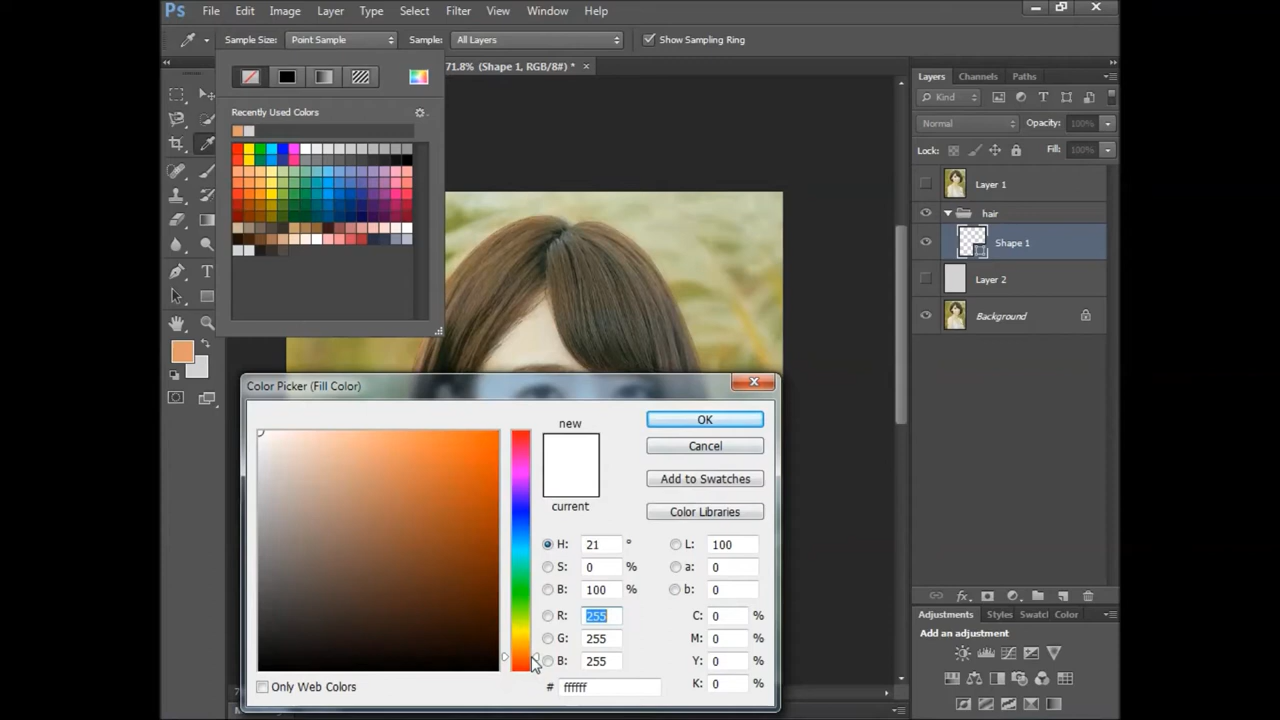 Ps File Edit Image Layer Type Select Filter View Window Help
Sample Size: Point Sample Sample: All Layers Show Sampling Ring
71.8% (Shape 1, RGB/8#) * ×
Recently Used Colors
Layers Channels Paths
Kind T
Normal Opacity: 100%
Lock: Fill: 100%
Layer 1
hair
Shape 1
Layer 2
Background
T
Color Picker (Fill Color)
new
current
OK
Cancel
Add to Swatches
Color Libraries
H: 21 ° L: 100
S: 0 % a: 0
B: 100 % b: 0
R: 255 C: 0 %
G: 255 M: 0 %
B: 255 Y: 0 %
# ffffff K: 0 %
Only Web Colors
fx
Adjustments Styles Swatcl Color
Add an adjustment